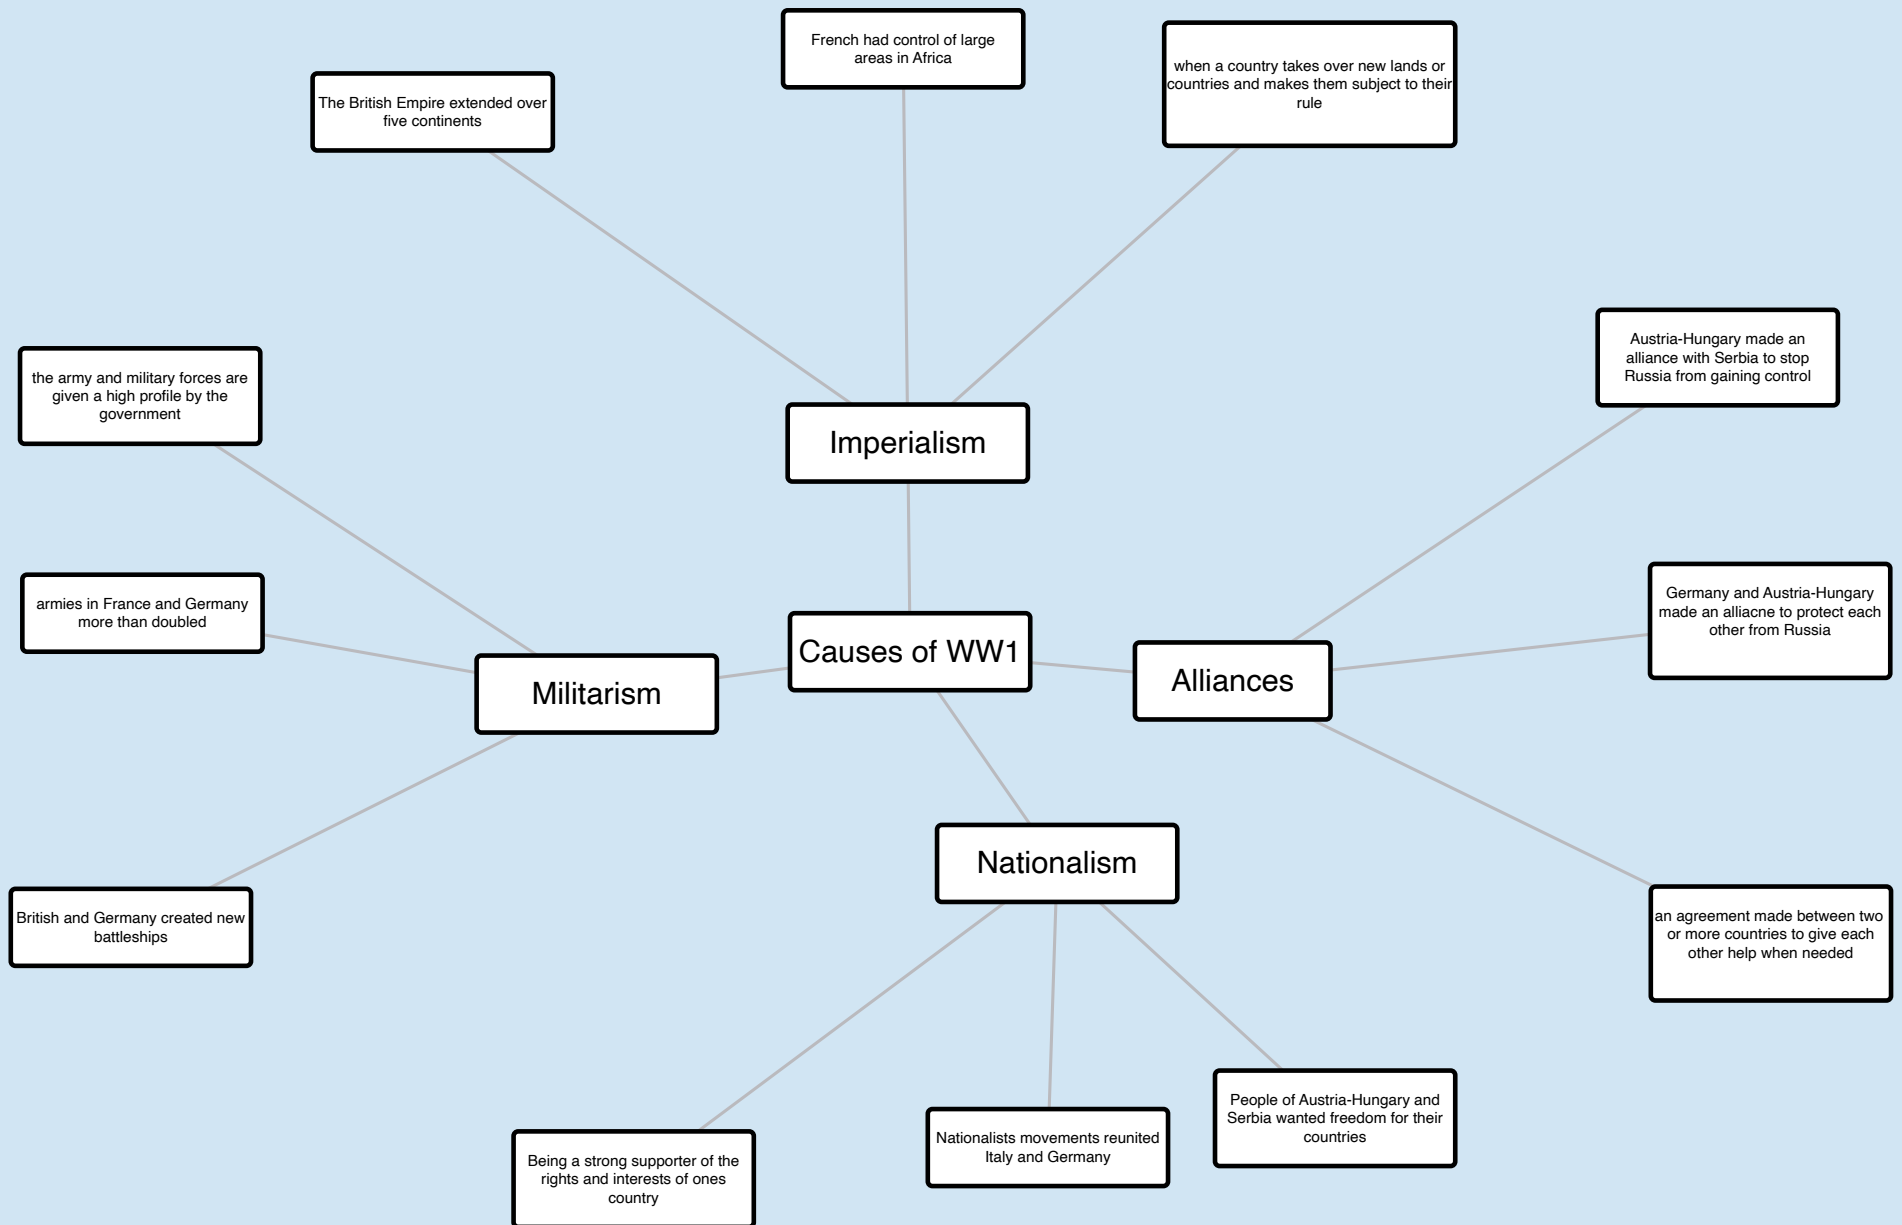 French had control of large
areas in Africa
when a country takes over new lands or
countries and makes them subject to their
rule
The British Empire extended over
five continents
Austria-Hungary made an
alliance with Serbia to stop
Russia from gaining control
the army and military forces are
given a high profile by the
government
Imperialism
armies in France and Germany
more than doubled
Germany and Austria-Hungary
made an alliacne to protect each
other from Russia
Causes of WW1
Alliances
Militarism
Nationalism
British and Germany created new
battleships
an agreement made between two
or more countries to give each
other help when needed
People of Austria-Hungary and
Serbia wanted freedom for their
countries
Nationalists movements reunited
Italy and Germany
Being a strong supporter of the
rights and interests of ones
country